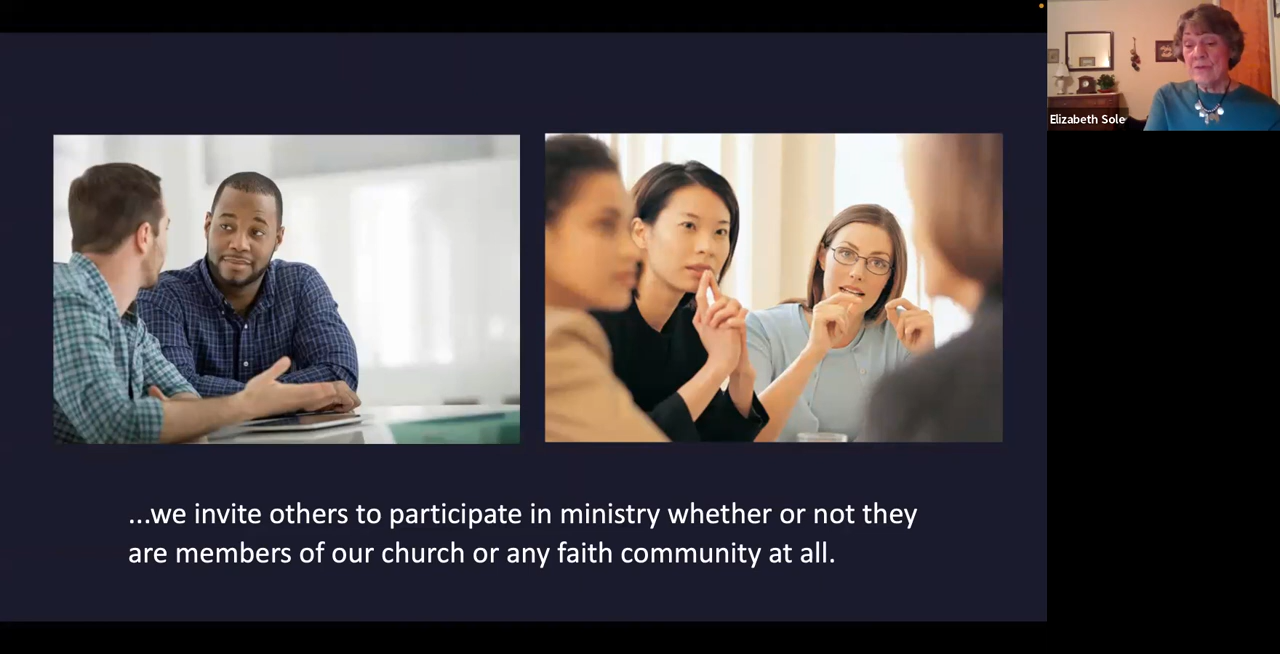 Elizabeth Sole
...we invite others to participate in ministry whether or not they
are members of our church or any faith community at all.